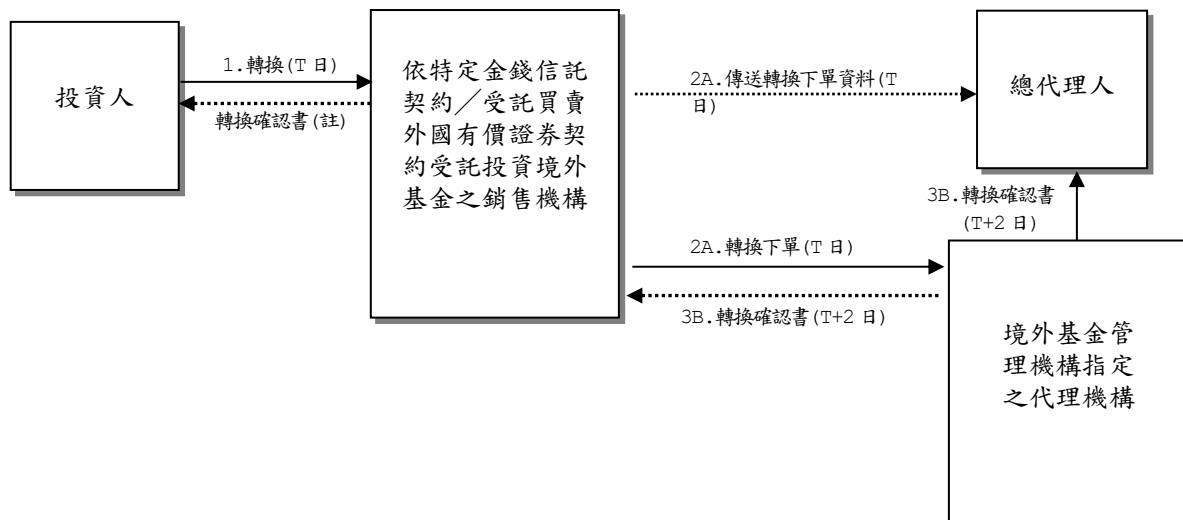 投資人
1.轉換(T 日)
轉換確認書(註)
依特定金錢信託
契約／受託買賣
外國有價證券契
約受託投資境外
基金之銷售機構
2A.傳送轉換下單資料(T
日)
總代理人
3B.轉換確認書
(T+2 日)
2A.轉換下單(T 日)
3B.轉換確認書(T+2 日)
境外基金管
理機構指定
之代理機構